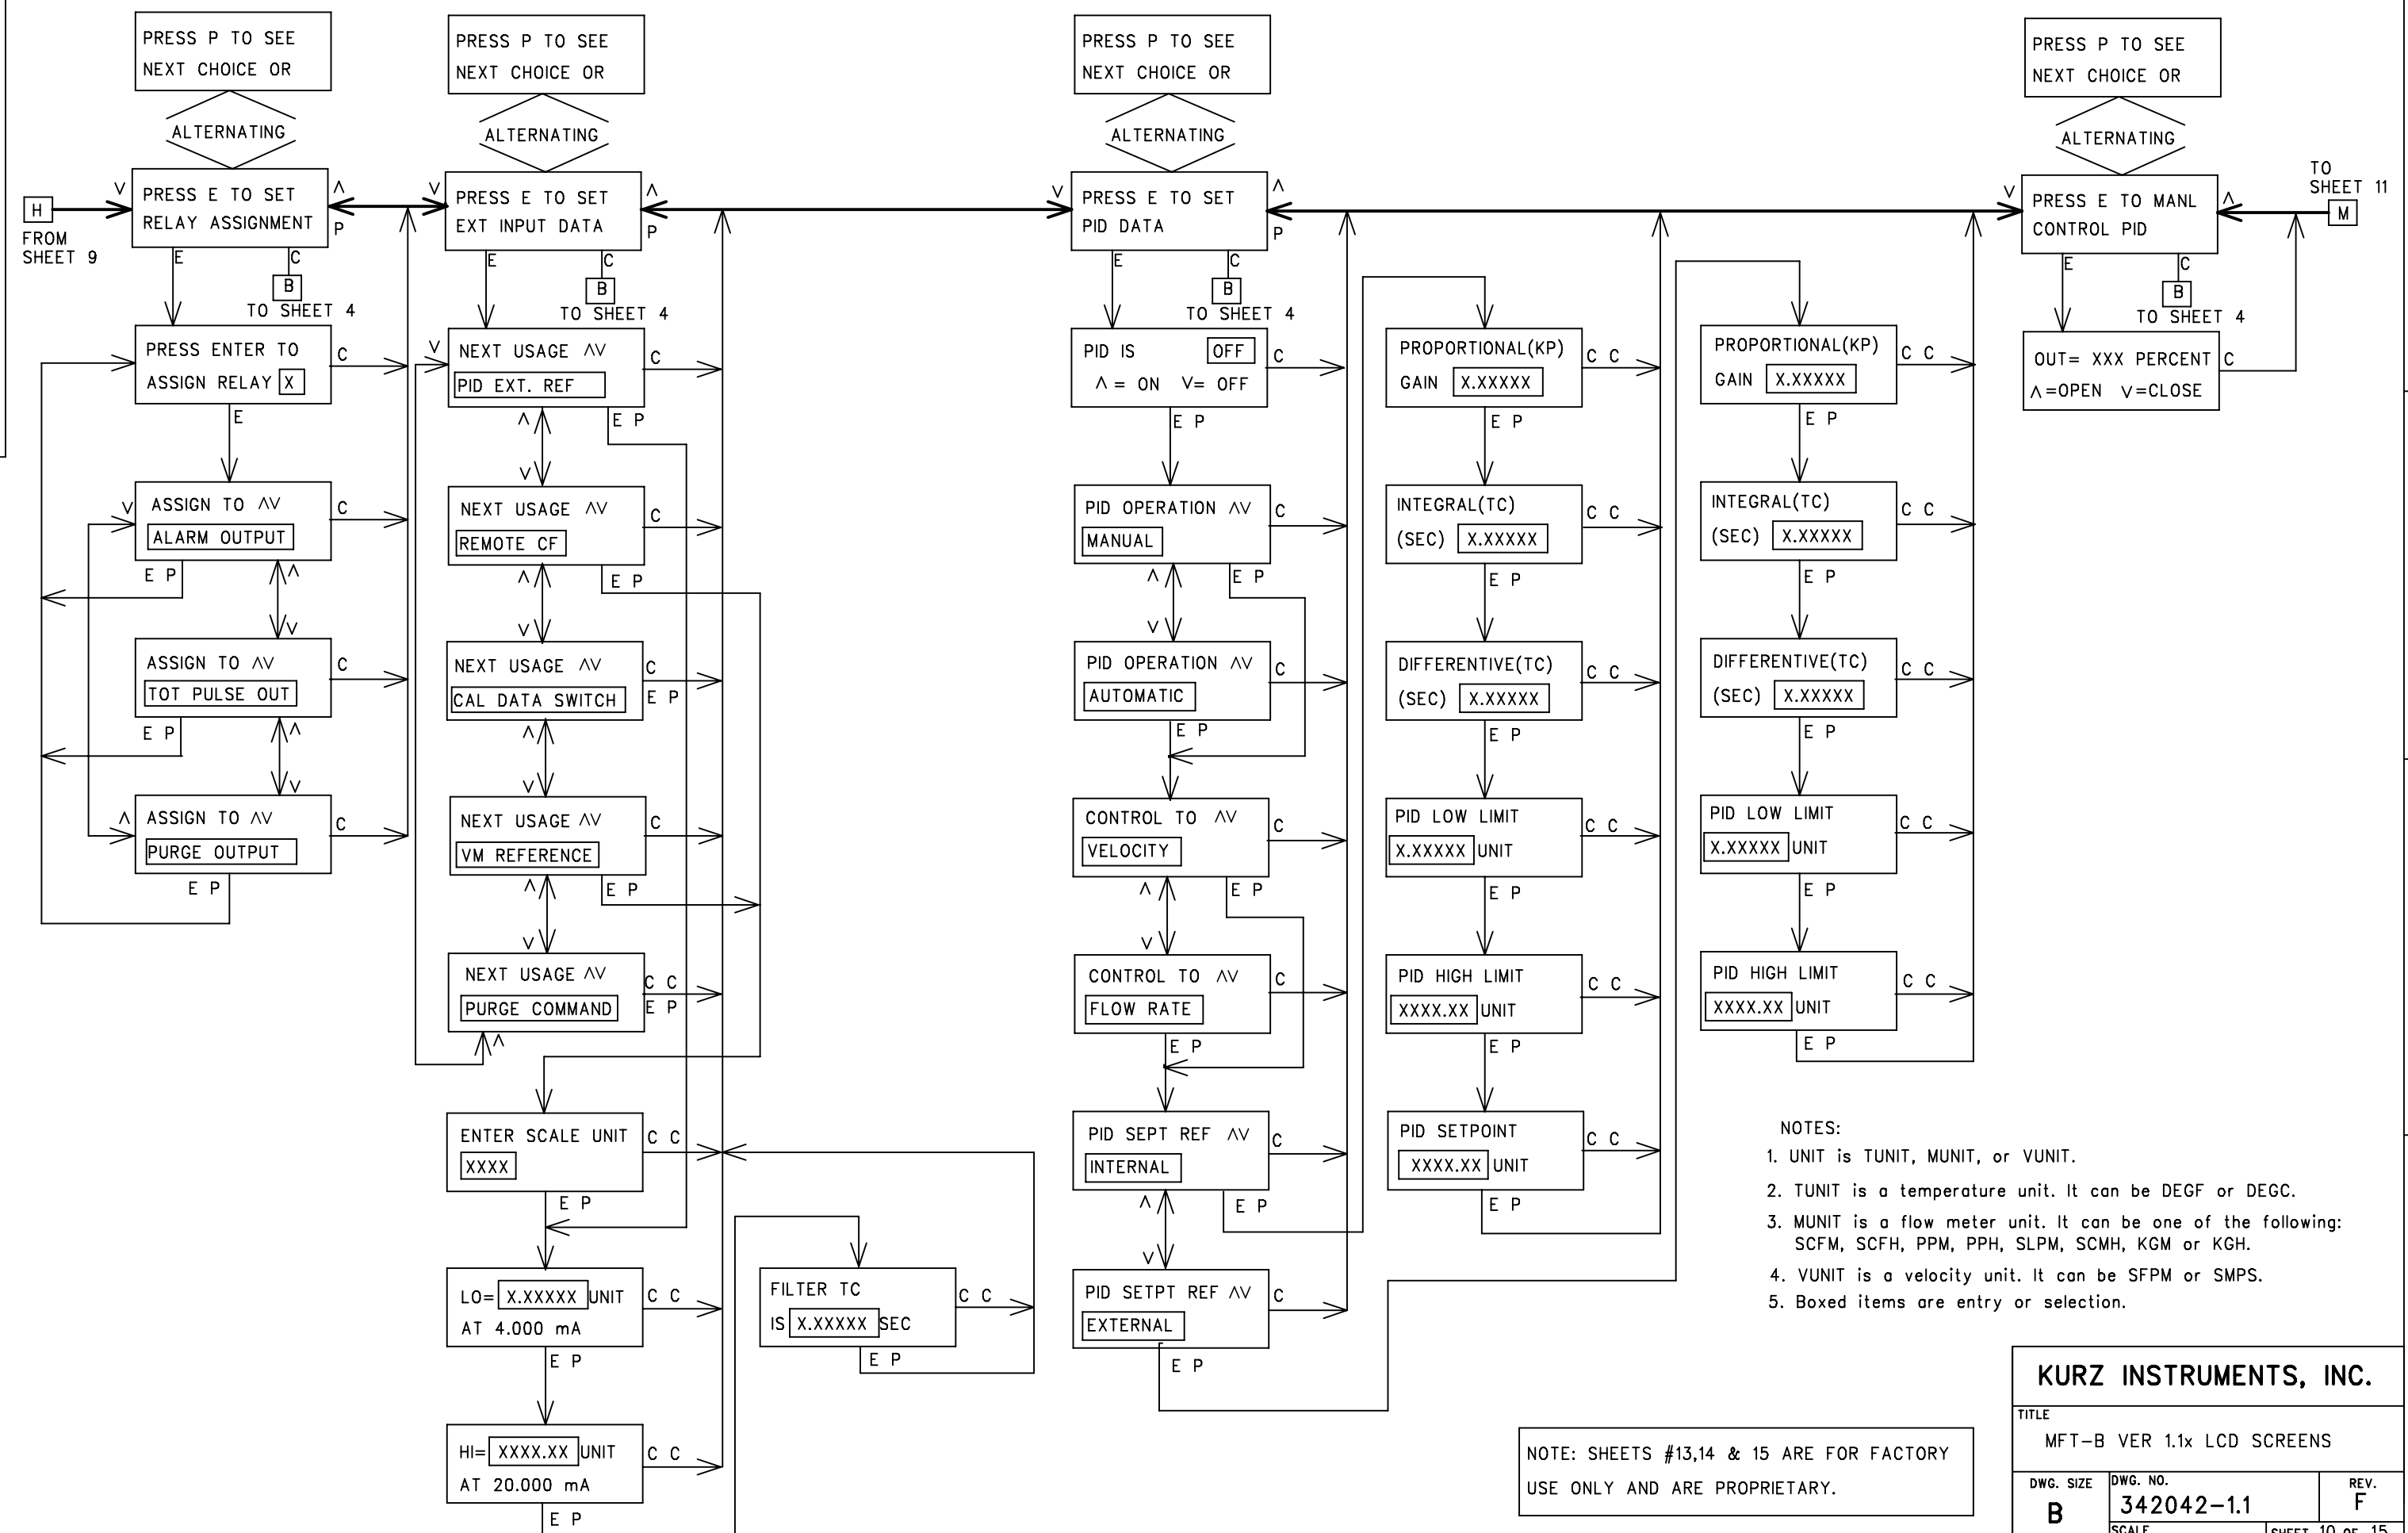 PRESS P TO SEE
NEXT CHOICE OR
ALTERNATING
H
FROM
SHEET 9
V
PRESS E TO SET
RELAY ASSIGNMENT
Λ
P
E
C
B
TO SHEET 4
PRESS ENTER TO
ASSIGN RELAY X
C
E
V
ASSIGN TO ΛV
ALARM OUTPUT
C
E P
Λ
V
ASSIGN TO ΛV
TOT PULSE OUT
C
E P
Λ
V
Λ
ASSIGN TO ΛV
PURGE OUTPUT
C
E P
PRESS P TO SEE
NEXT CHOICE OR
ALTERNATING
V
PRESS E TO SET
EXT INPUT DATA
Λ
P
E
C
B
TO SHEET 4
V
NEXT USAGE ΛV
PID EXT. REF
C
Λ
E P
V
NEXT USAGE ΛV
REMOTE CF
C
Λ
E P
V
NEXT USAGE ΛV
CAL DATA SWITCH
C
E P
Λ
V
NEXT USAGE ΛV
VM REFERENCE
C
Λ
E P
V
NEXT USAGE ΛV
PURGE COMMAND
C C
E P
Λ
ENTER SCALE UNIT
XXXX
C C
E P
LO= X.XXXXX UNIT
AT 4.000 mA
C C
E P
HI= XXXX.XX UNIT
AT 20.000 mA
C C
E P
FILTER TC
IS X.XXXXX SEC
C C
E P
PRESS P TO SEE
NEXT CHOICE OR
ALTERNATING
V
PRESS E TO SET
PID DATA
Λ
P
E
C
B
TO SHEET 4
PID IS OFF
Λ = ON V= OFF
C
E P
PID OPERATION ΛV
MANUAL
C
Λ
E P
V
PID OPERATION ΛV
AUTOMATIC
C
E P
CONTROL TO ΛV
VELOCITY
C
Λ
E P
V
CONTROL TO ΛV
FLOW RATE
C
E P
PID SEPT REF ΛV
INTERNAL
C
Λ
E P
V
PID SETPT REF ΛV
EXTERNAL
C
E P
PROPORTIONAL(KP)
GAIN X.XXXXX
C C
E P
INTEGRAL(TC)
(SEC) X.XXXXX
C C
E P
DIFFERENTIVE(TC)
(SEC) X.XXXXX
C C
E P
PID LOW LIMIT
X.XXXXX UNIT
C C
E P
PID HIGH LIMIT
XXXX.XX UNIT
C C
E P
PID SETPOINT
XXXX.XX UNIT
C C
E P
PROPORTIONAL(KP)
GAIN X.XXXXX
C C
E P
INTEGRAL(TC)
(SEC) X.XXXXX
C C
E P
DIFFERENTIVE(TC)
(SEC) X.XXXXX
C C
E P
PID LOW LIMIT
X.XXXXX UNIT
C C
E P
PID HIGH LIMIT
XXXX.XX UNIT
C C
E P
PRESS P TO SEE
NEXT CHOICE OR
ALTERNATING
V
PRESS E TO MANL
CONTROL PID
Λ
TO
SHEET 11
M
E
C
B
TO SHEET 4
OUT= XXX PERCENT
Λ=OPEN V=CLOSE
C
NOTES:
1. UNIT is TUNIT, MUNIT, or VUNIT.
2. TUNIT is a temperature unit. It can be DEGF or DEGC.
3. MUNIT is a flow meter unit. It can be one of the following:
SCFM, SCFH, PPM, PPH, SLPM, SCMH, KGM or KGH.
4. VUNIT is a velocity unit. It can be SFPM or SMPS.
5. Boxed items are entry or selection.
NOTE: SHEETS #13,14 & 15 ARE FOR FACTORY
USE ONLY AND ARE PROPRIETARY.
KURZ INSTRUMENTS, INC.
TITLE
MFT-B VER 1.1x LCD SCREENS
DWG. SIZE
B
DWG. NO.
342042-1.1
REV.
F
SCALE
SHEET 10 OF 15